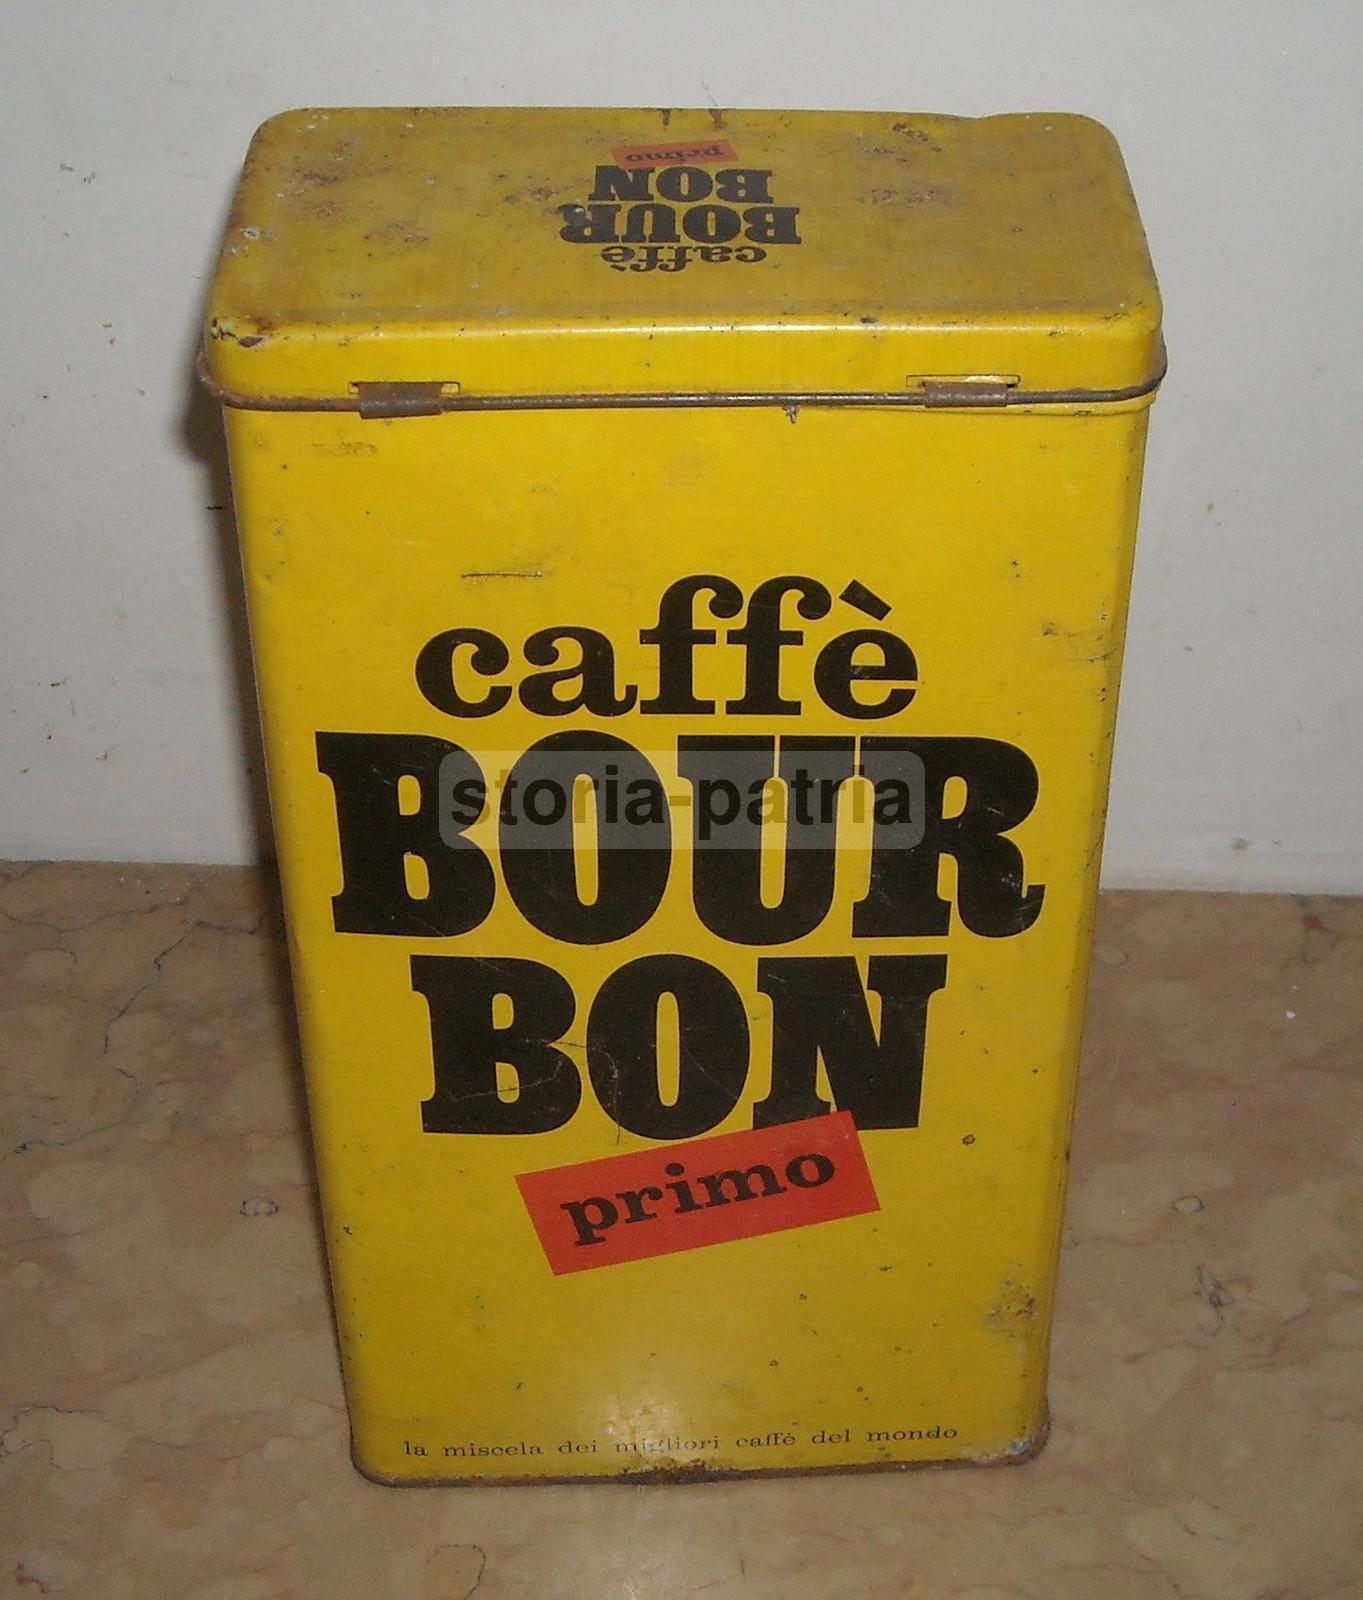 primo
BON
BOUR
caffè
caffè
BOUR
storia-patria
BON
primo
la miscela dei migliori caffè del mondo